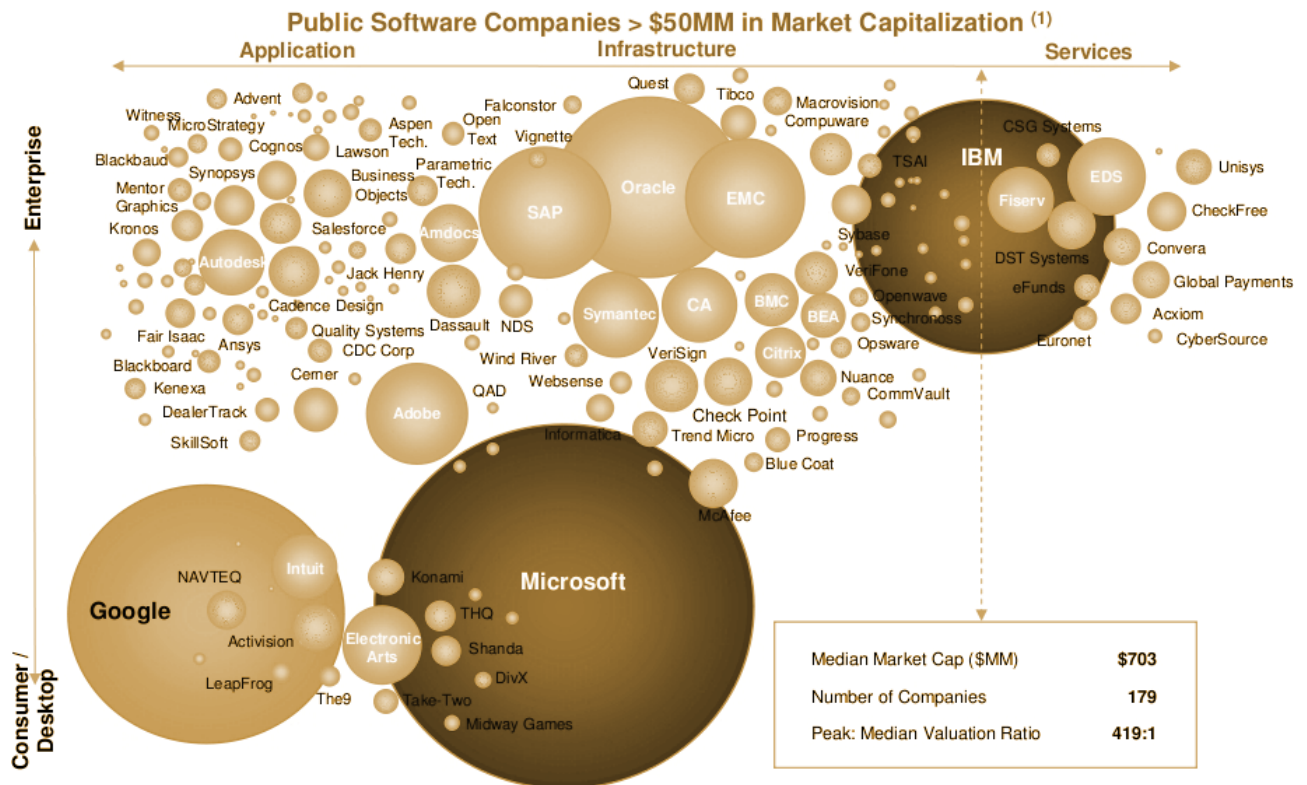 Public Software Companies > $50MM in Market Capitalization (1)
Application
Infrastructure
Services
Enterprise
Consumer /
Desktop
Advent
Witness
MicroStrategy
Cognos
Blackbaud
Synopsys
Mentor
Graphics
Kronos
Autodesk
Aspen
Tech.
Lawson
Business
Objects
Salesforce
Jack Henry
Cadence Design
Fair Isaac
Ansys
Quality Systems
CDC Corp
Blackboard
Cerner
Kenexa
DealerTrack
SkillSoft
Open
Text
Parametric
Tech.
Amdocs
Dassault
NDS
Adobe
QAD
Falconstor
Vignette
SAP
Oracle
EMC
Quest
Tibco
Macrovision
Compuware
TSAI
Sybase
VeriFone
Openwave
Synchronoss
Opsware
Symantec
CA
BMC
BEA
Citrix
Wind River
VeriSign
Websense
Check Point
Nuance
CommVault
Informatica
Trend Micro
Progress
Blue Coat
McAfee
IBM
CSG Systems
Fiserv
EDS
DST Systems
eFunds
Euronet
Unisys
CheckFree
Convera
Global Payments
Acxiom
CyberSource
Google
NAVTEQ
Intuit
Activision
LeapFrog
The9
Electronic
Arts
Konami
THQ
Shanda
DivX
Take-Two
Midway Games
Microsoft
Median Market Cap ($MM) $703
Number of Companies 179
Peak: Median Valuation Ratio 419:1